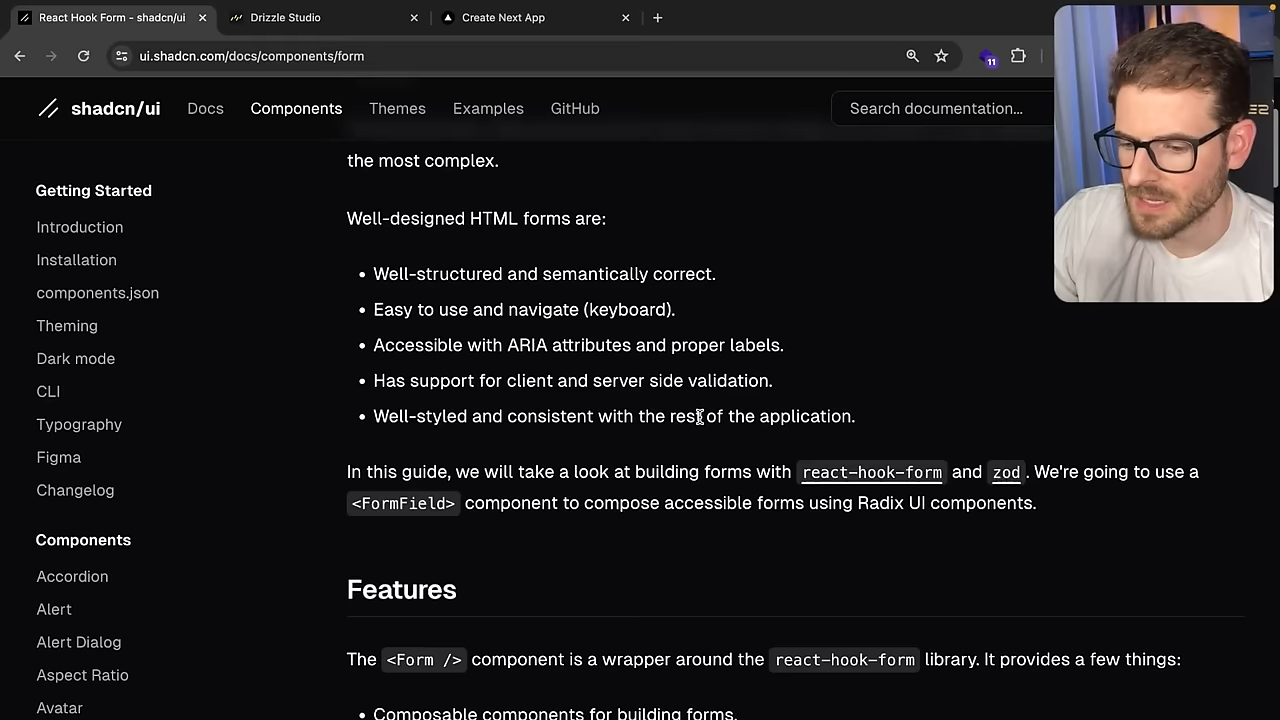 React Hook Form - shadcn/ui
Drizzle Studio
Create Next App
ui.shadcn.com/docs/components/form
11
shadcn/ui
Docs
Components
Themes
Examples
GitHub
Search documentation...
the most complex.
Getting Started
Introduction
Installation
components.json
Theming
Dark mode
CLI
Typography
Figma
Changelog
Components
Accordion
Alert
Alert Dialog
Aspect Ratio
Avatar
Well-designed HTML forms are:
• Well-structured and semantically correct.
• Easy to use and navigate (keyboard).
• Accessible with ARIA attributes and proper labels.
• Has support for client and server side validation.
• Well-styled and consistent with the rest of the application.
In this guide, we will take a look at building forms with react-hook-form and zod. We're going to use a
<FormField> component to compose accessible forms using Radix UI components.
Features
The <Form /> component is a wrapper around the react-hook-form library. It provides a few things:
• Composable components for building forms.